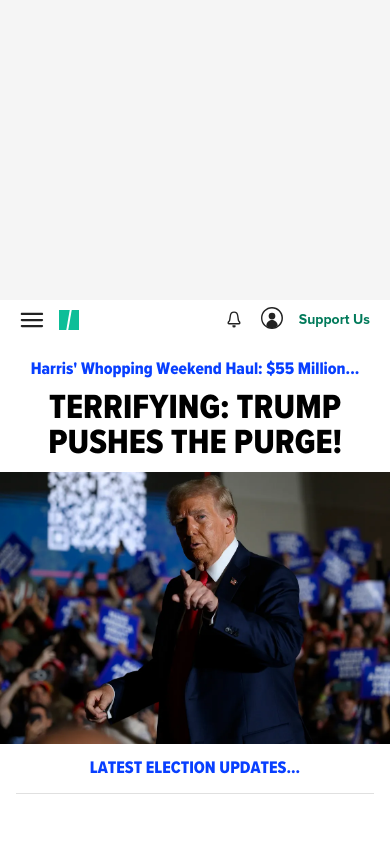 Support Us
Harris' Whopping Weekend Haul: $55 Million...
TERRIFYING: TRUMP
PUSHES THE PURGE!
LATEST ELECTION UPDATES...